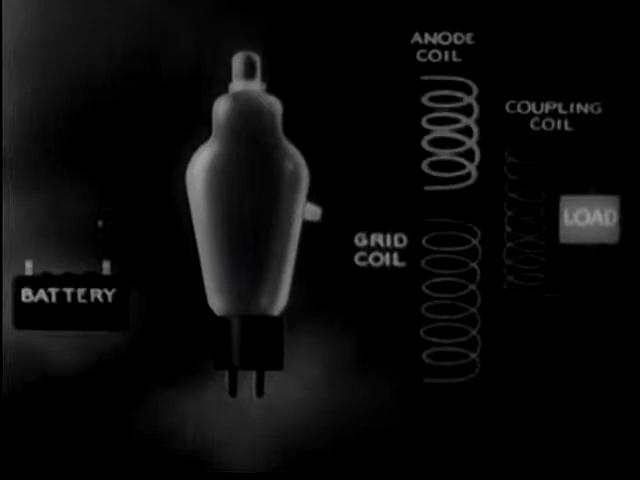 ANODE
COIL
COUPLING
COIL
LOAD
GRID
COIL
BATTERY